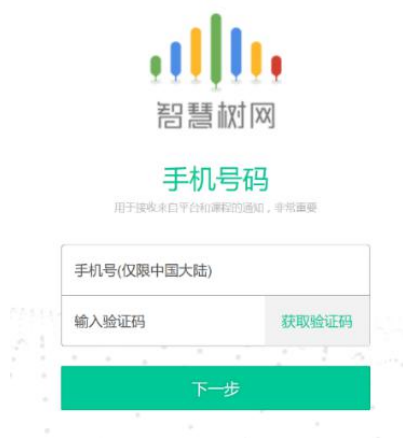 智慧树网
手机号码
用于接收来自平台和课程的通知，非常重要
手机号(仅限中国大陆)
输入验证码 获取验证码
下一步